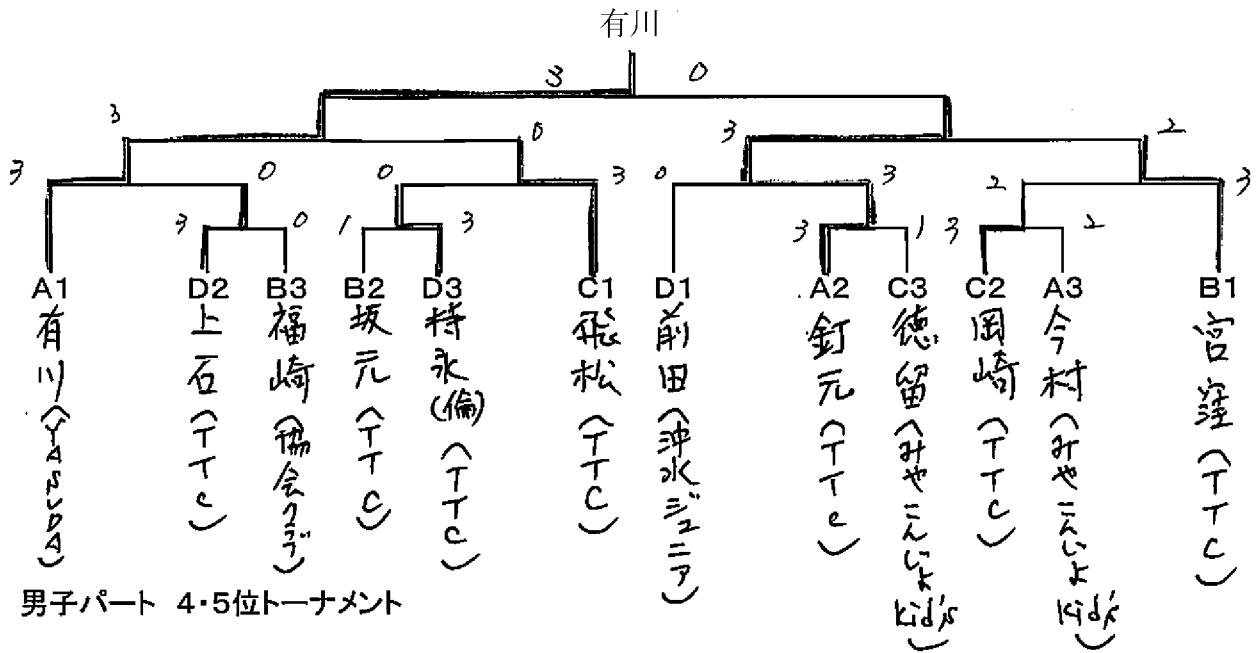 有川
3 0
3 0 3 2
3 0 0 3 0 3 2 3
3 0 1 3 3 1 3 2
A1 D2 B3 B2 D3 C1 D1 A2 C3 C2 A3 B1
有川(YASUDA)
上石(TTC)
福崎(協会クラブ)
坂元(TTC)
持永(倫)(TTC)
飛松(TTC)
前田(沖水ジュニア)
釘元(TTC)
徳留(みやこんじょKid's)
岡崎(TTC)
今村(みやこんじょKid's)
宮窪(TTC)
男子パート 4・5位トーナメント